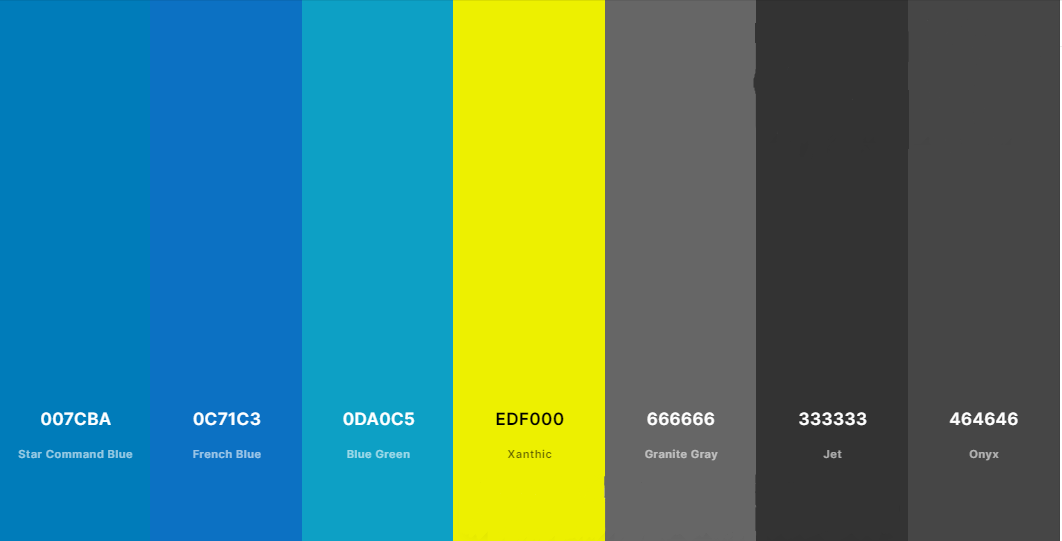 007CBA
Star Command Blue
0C71C3
French Blue
0DA0C5
Blue Green
EDF000
Xanthic
666666
Granite Gray
333333
Jet
464646
Onyx